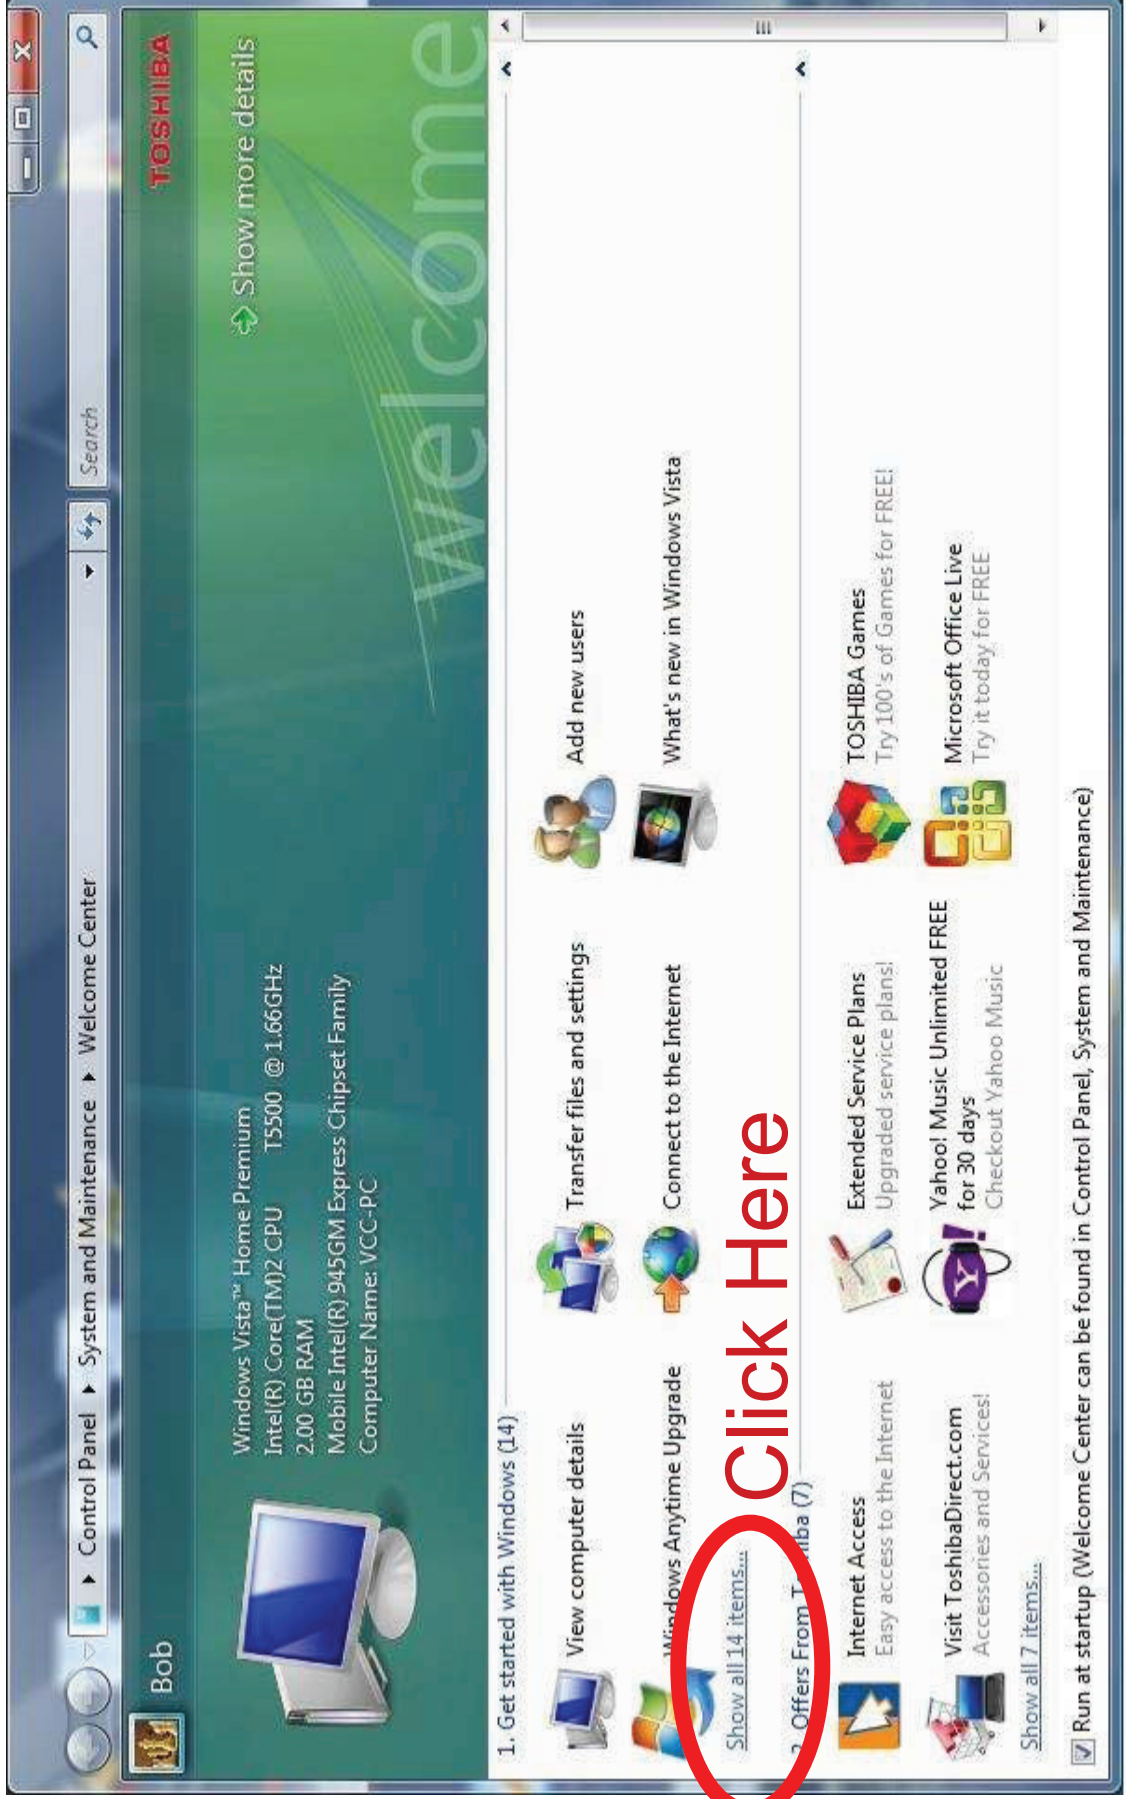 Control Panel ▸ System and Maintenance ▸ Welcome Center
Search
Bob
TOSHIBA
Windows Vista™ Home Premium
Intel(R) Core(TM)2 CPU T5500 @ 1.66GHz
2.00 GB RAM
Mobile Intel(R) 945GM Express Chipset Family
Computer Name: VCC-PC
Show more details
welcome
1. Get started with Windows (14)
View computer details
Transfer files and settings
Add new users
Windows Anytime Upgrade
Connect to the Internet
What's new in Windows Vista
Show all 14 items...
Click Here
2. Offers From Toshiba (7)
Internet Access
Easy access to the Internet
Extended Service Plans
Upgraded service plans!
TOSHIBA Games
Try 100's of Games for FREE!
Visit ToshibaDirect.com
Accessories and Services!
Yahoo! Music Unlimited FREE
for 30 days
Checkout Yahoo Music
Microsoft Office Live
Try it today for FREE
Show all 7 items...
Run at startup (Welcome Center can be found in Control Panel, System and Maintenance)